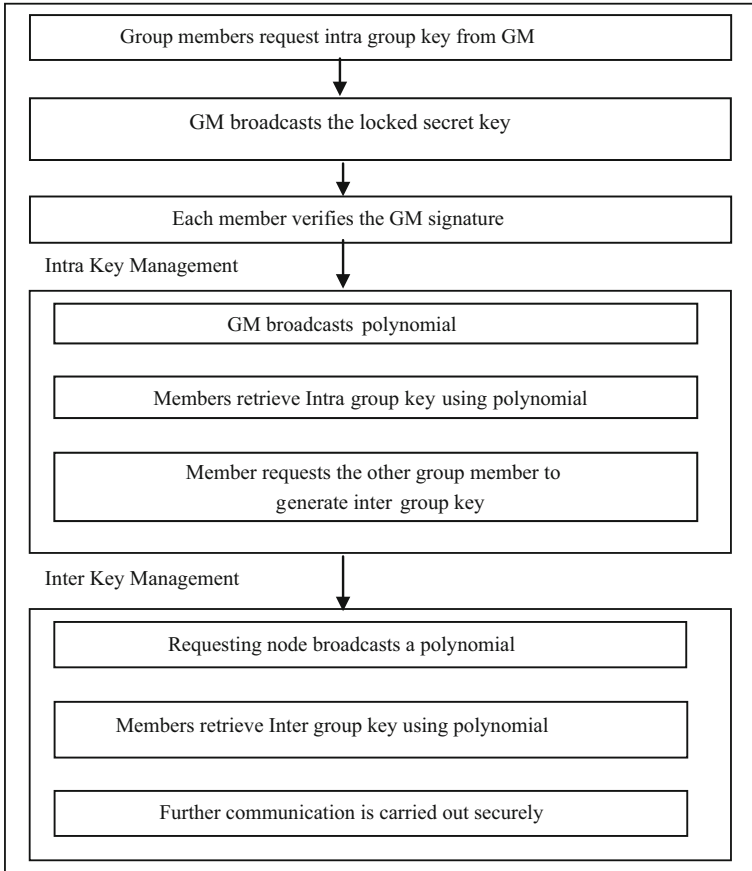 Group members request intra group key from GM
GM broadcasts the locked secret key
Each member verifies the GM signature
Intra Key Management
GM broadcasts polynomial
Members retrieve Intra group key using polynomial
Member requests the other group member to
generate inter group key
Inter Key Management
Requesting node broadcasts a polynomial
Members retrieve Inter group key using polynomial
Further communication is carried out securely